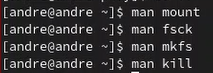 [andre@andre ~]$ man mount
[andre@andre ~]$ man fsck
[andre@andre ~]$ man mkfs
[andre@andre ~]$ man kill